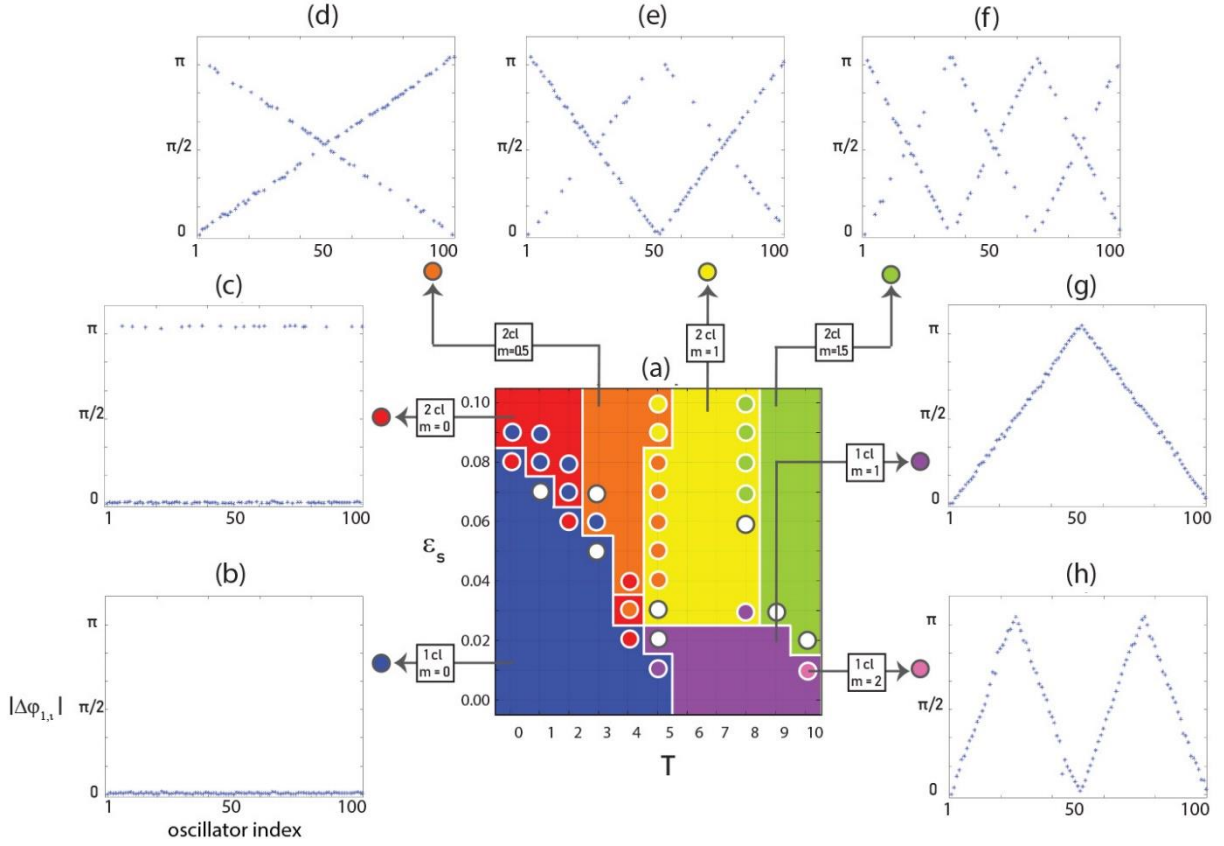 (d)
(e)
(f)
π
π/2
0
1
50
100
π
π/2
0
1
50
100
π
π/2
0
1
50
100
(c)
π
π/2
0
1
50
100
2cl
m=0.5
2 cl
m = 1
2cl
m=1.5
(g)
π
π/2
0
1
50
100
(a)
2 cl
m = 0
1 cl
m = 1
1 cl
m = 0
1 cl
m = 2
εs
0.10
0.08
0.06
0.04
0.02
0.00
0 1 2 3 4 5 6 7 8 9 10
T
(b)
π
|Δφ1,ι| π/2
0
1
50
100
oscillator index
(h)
π
π/2
0
1
50
100